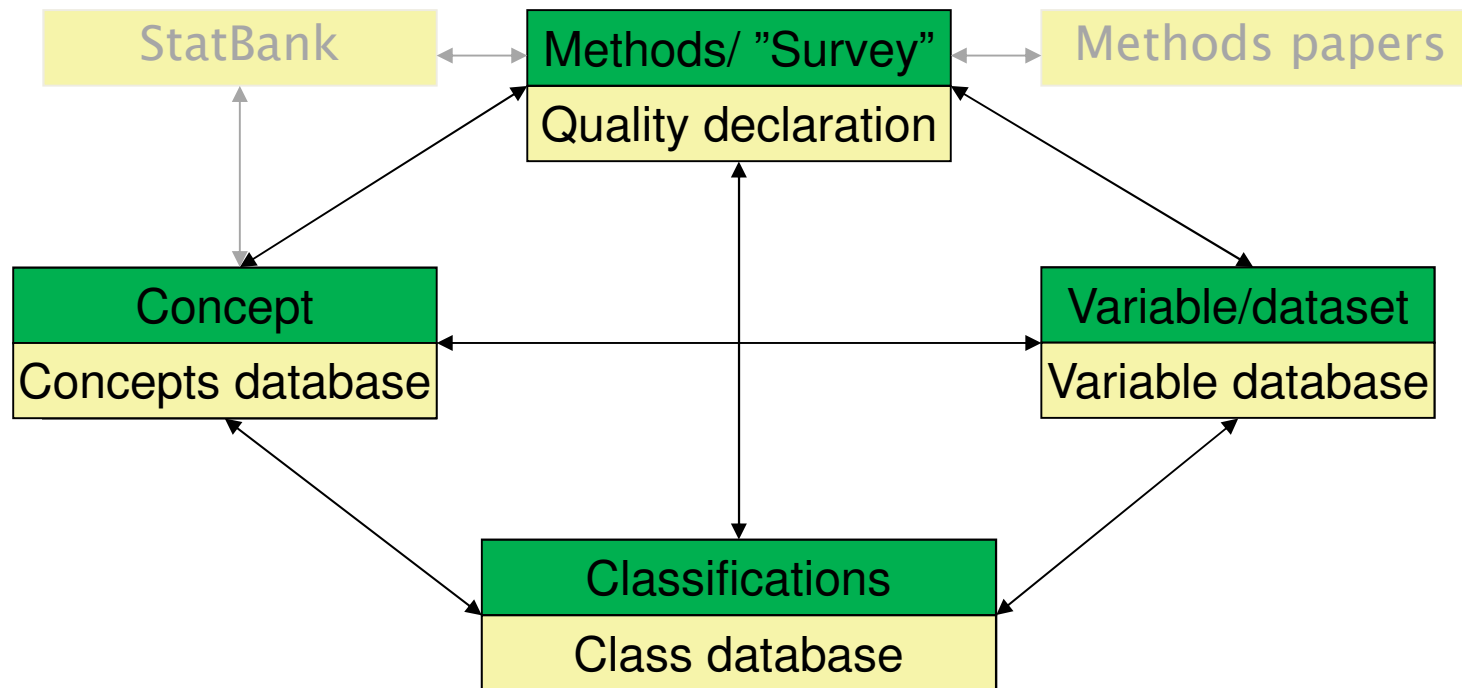 StatBank
Methods/ ”Survey”
Methods papers
Quality declaration
Concept
Variable/dataset
Concepts database
Variable database
Classifications
Class database